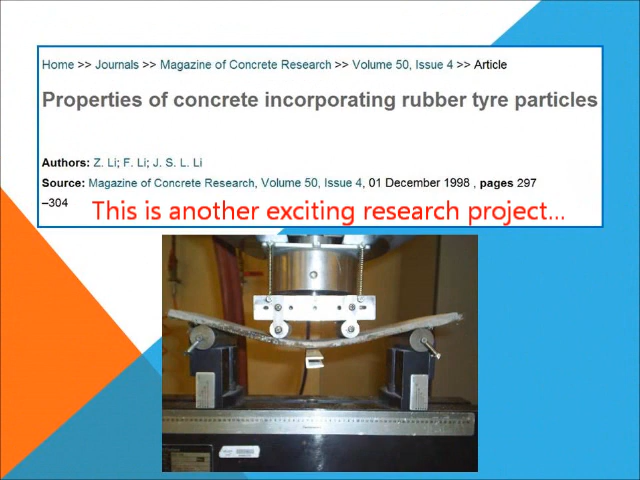 Home >> Journals >> Magazine of Concrete Research >> Volume 50, Issue 4 >> Article
Properties of concrete incorporating rubber tyre particles
Authors: Z. Li; F. Li; J. S. L. Li
Source: Magazine of Concrete Research, Volume 50, Issue 4, 01 December 1998 , pages 297
–304
This is another exciting research project...